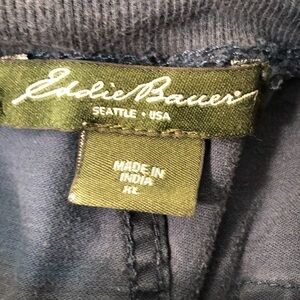 Eddie Bauer
SEATTLE • USA
MADE IN
INDIA
XL